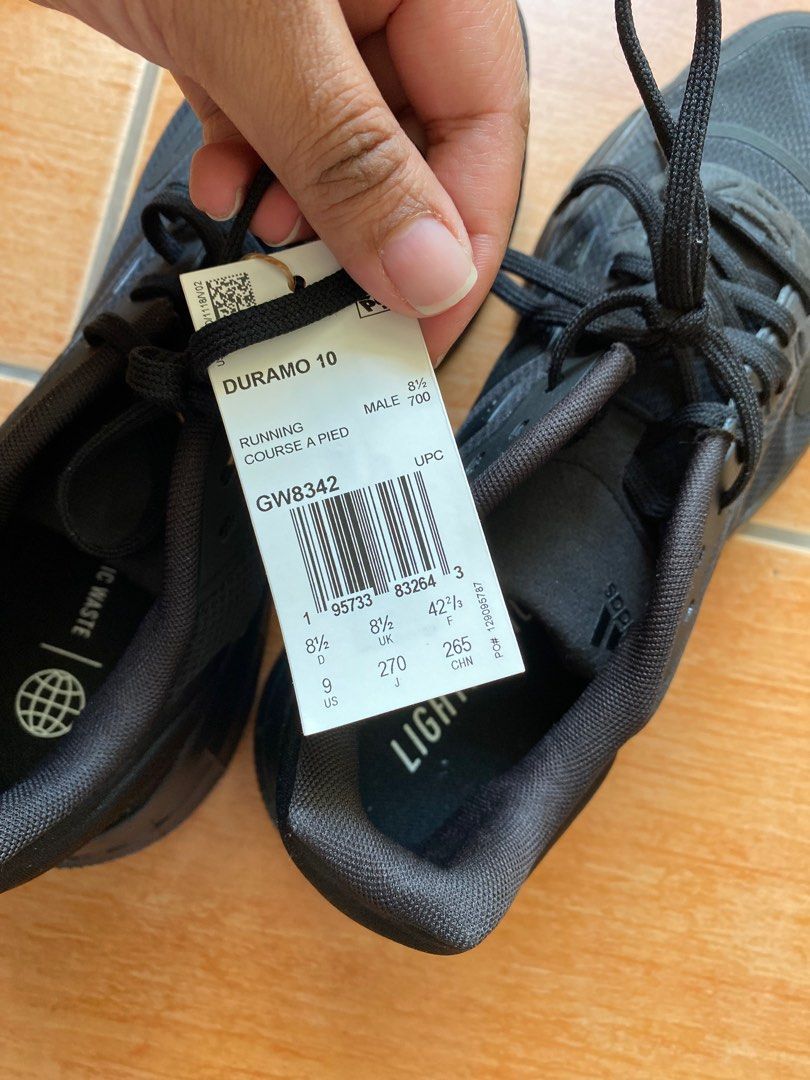 DURAMO 10
MALE 8½
700
RUNNING
COURSE A PIED
UPC
GW8342
1 95733 83264 3
8½ 8½ 42⅔
D UK F
9 270 265
US J CHN
PO# 129095787
IC WASTE
adidas